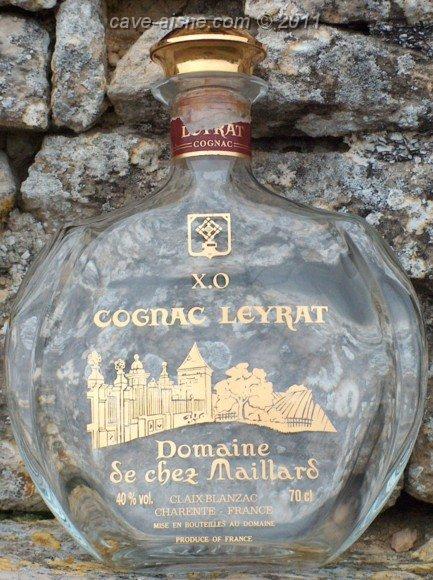 cave-aisne.com © 2011
LEYRAT
COGNAC
X.O
COGNAC LEYRAT
Domaine
de chez Maillard
40 % vol. CLAIX-BLANZAC 70 cl
CHARENTE - FRANCE
MISE EN BOUTEILLES AU DOMAINE
PRODUCE OF FRANCE